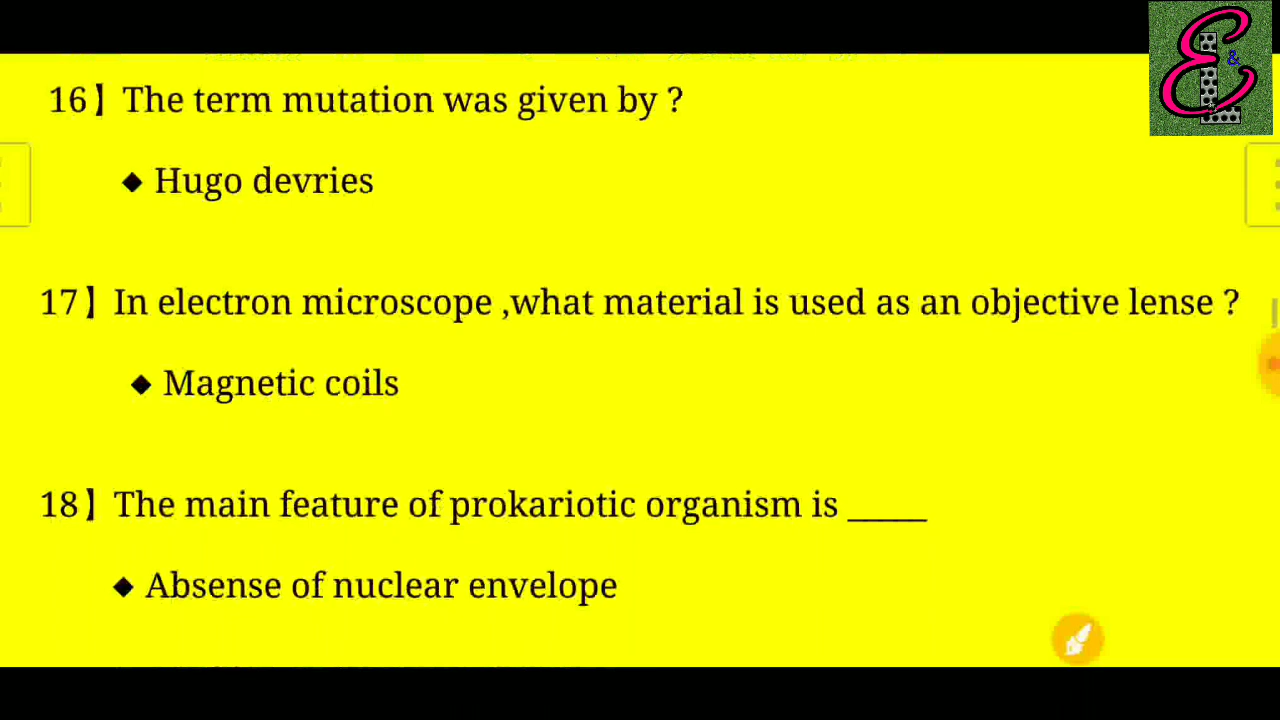 16】The term mutation was given by ?
◆ Hugo devries
17】In electron microscope ,what material is used as an objective lense ?
◆ Magnetic coils
18】The main feature of prokariotic organism is _____
◆ Absense of nuclear envelope